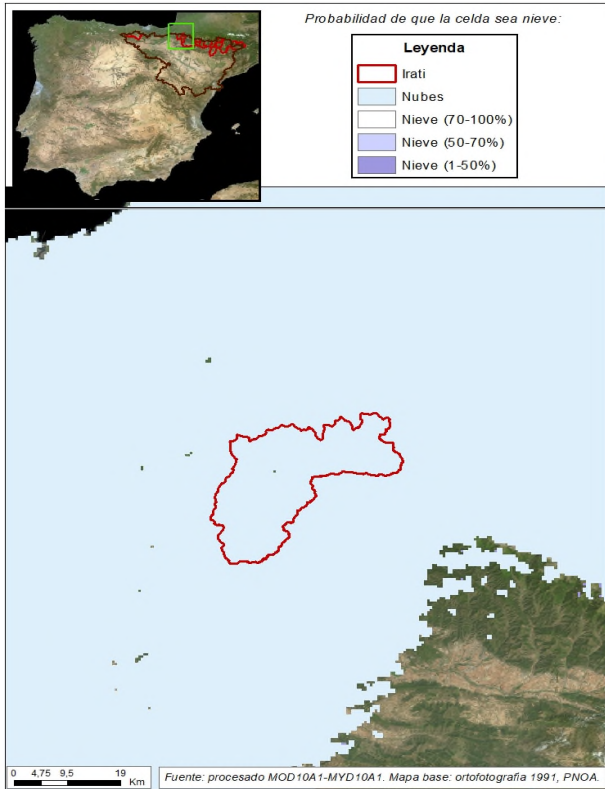 Probabilidad de que la celda sea nieve:
Leyenda
Irati
Nubes
Nieve (70-100%)
Nieve (50-70%)
Nieve (1-50%)
0 4,75 9,5 19
Km
Fuente: procesado MOD10A1-MYD10A1. Mapa base: ortofotografia 1991, PNOA.